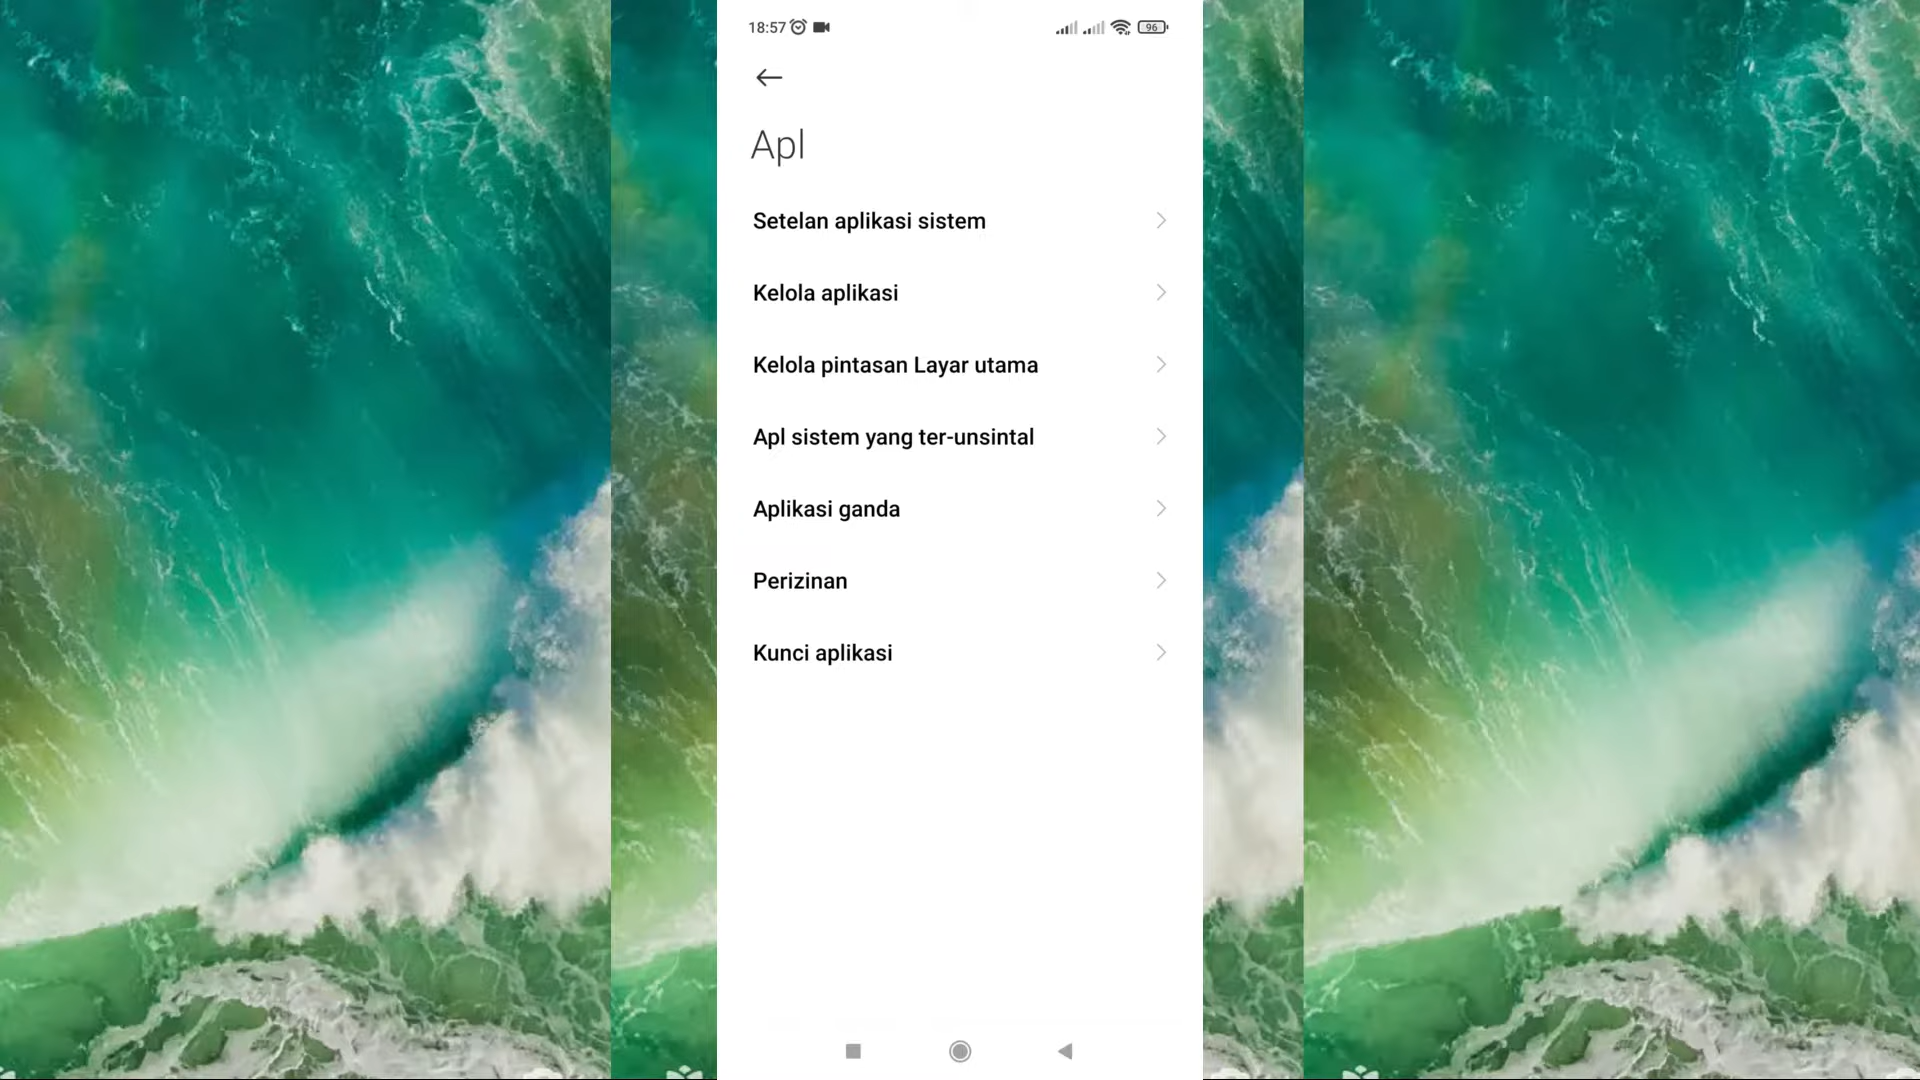 18:57
96
Apl
Setelan aplikasi sistem
Kelola aplikasi
Kelola pintasan Layar utama
Apl sistem yang ter-unsintal
Aplikasi ganda
Perizinan
Kunci aplikasi